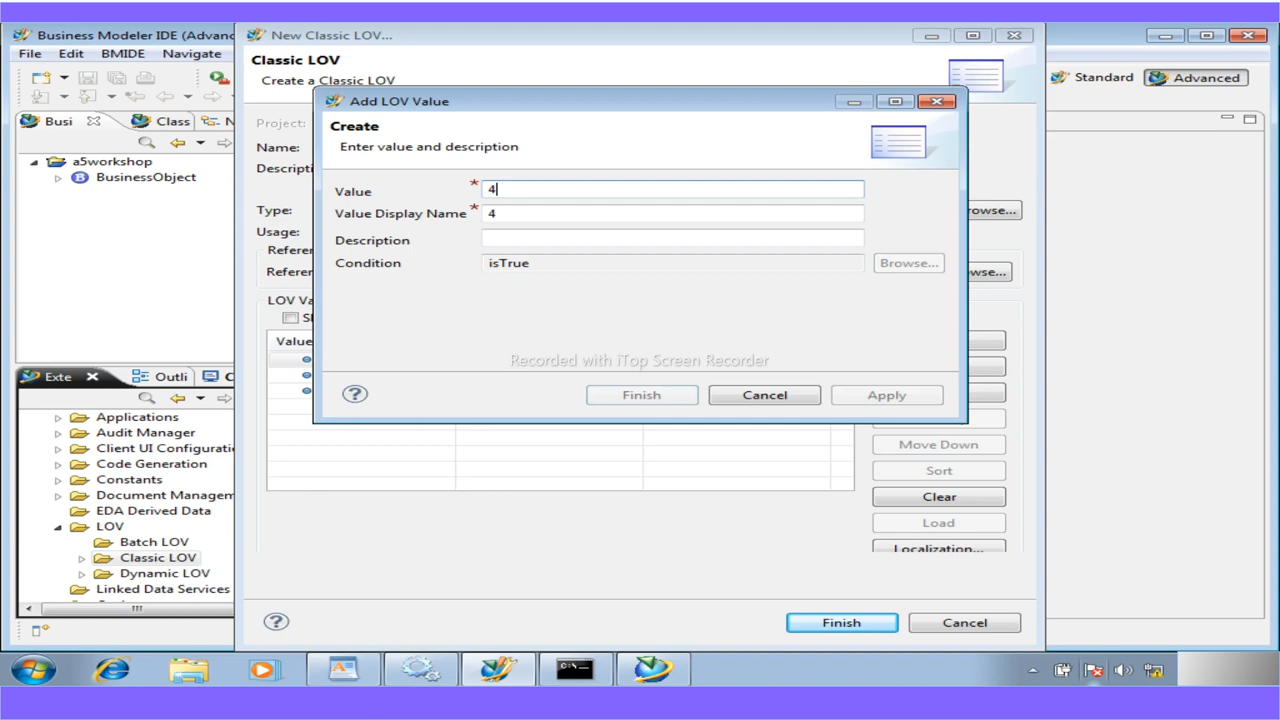 Business Modeler IDE (Advanc
New Classic LOV...
File Edit BMIDE Navigate
Classic LOV
Create a Classic LOV
Standard
Advanced
Add LOV Value
Busi
Class
Project:
Create
Name:
Enter value and description
a5workshop
BusinessObject
Descripti
Value
* 4
Type:
Value Display Name
* 4
owse...
Usage:
Description
Referen
Condition
isTrue
Browse...
Referen
wse...
LOV Va
Value
Recorded with iTop Screen Recorder
Exte
Outli
?
Finish
Cancel
Apply
Applications
Audit Manager
Client UI Configurati
Move Down
Code Generation
Sort
Constants
Document Managem
Clear
EDA Derived Data
LOV
Load
Batch LOV
Localization...
Classic LOV
Dynamic LOV
Linked Data Services
?
Finish
Cancel